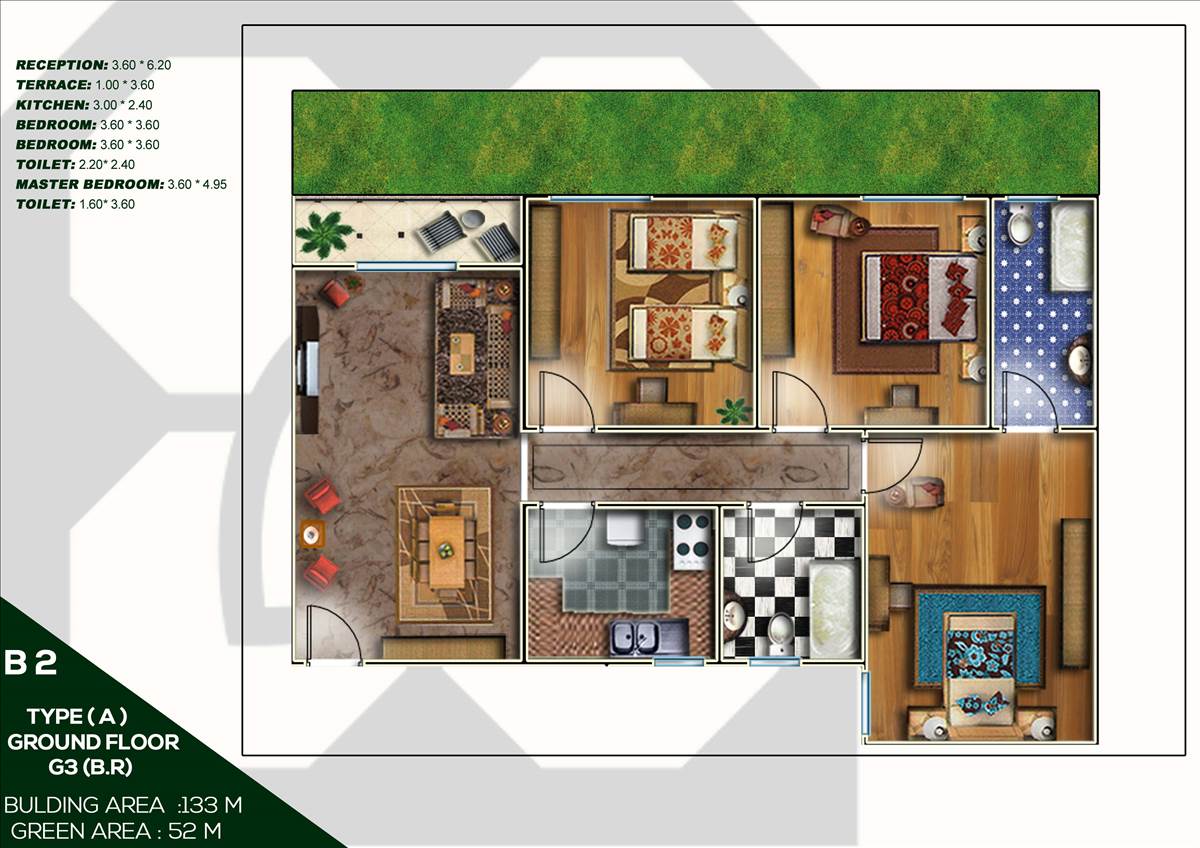 RECEPTION: 3.60 * 6.20
TERRACE: 1.00 * 3.60
KITCHEN: 3.00 * 2.40
BEDROOM: 3.60 * 3.60
BEDROOM: 3.60 * 3.60
TOILET: 2.20* 2.40
MASTER BEDROOM: 3.60 * 4.95
TOILET: 1.60* 3.60
B 2
TYPE ( A )
GROUND FLOOR
G3 (B.R)
BULDING AREA :133 M
GREEN AREA : 52 M